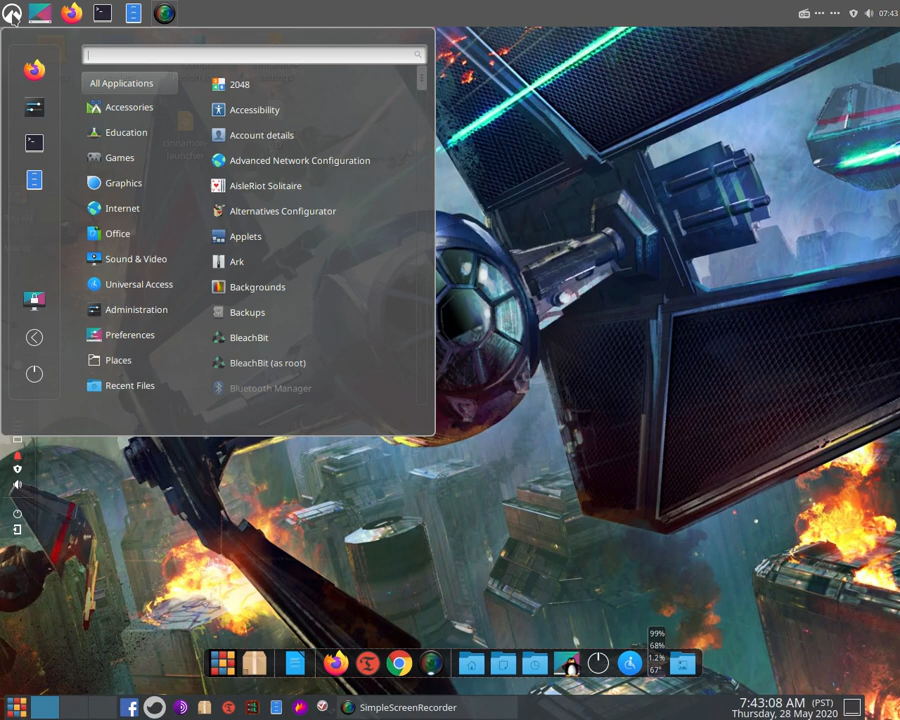 07:43
All Applications
Accessories
Education
Games
Graphics
Internet
Office
Sound & Video
Universal Access
Administration
Preferences
Places
Recent Files
2048
Accessibility
Account details
Advanced Network Configuration
AisleRiot Solitaire
Alternatives Configurator
Applets
Ark
Backgrounds
Backups
BleachBit
BleachBit (as root)
Bluetooth Manager
99%
68%
1.2%
67°
SimpleScreenRecorder
7:43:08 AM (PST)
Thursday, 28 May 2020